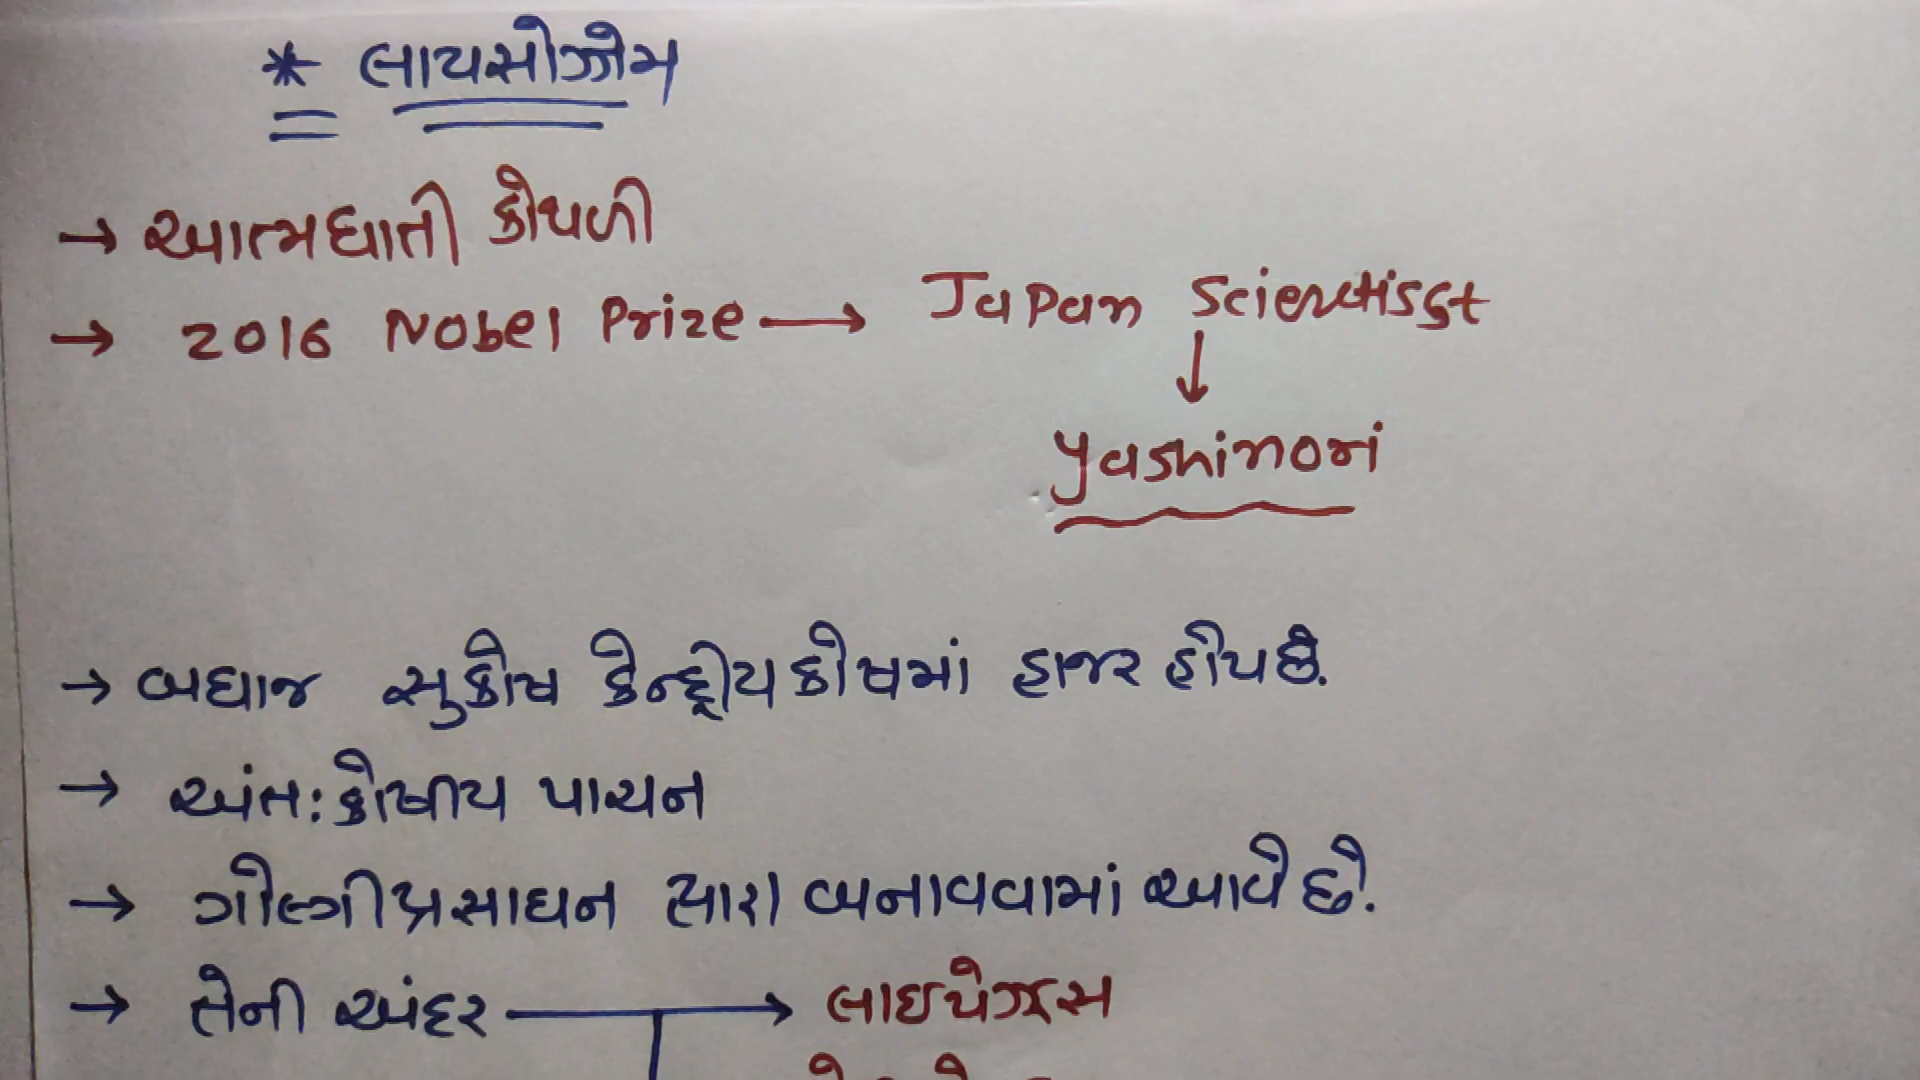 * લાયસોઝોમ
→ આત્મઘાતી કોથળી
→ 2016 Nobel Prize → Japan Scientisst
↓
Yashinori
→ બધાજ સુકોષ કેન્દ્રીય કોષમાં હાજર હોય છે.
→ અંત:કોષીય પાચન
→ ગોલ્ગીપ્રસાધન દ્વારા બનાવવામાં આવે છે.
→ તેની અંદર → લાઇપેઝસ